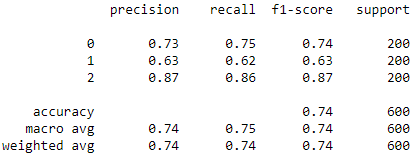 precision recall f1-score support
0 0.73 0.75 0.74 200
1 0.63 0.62 0.63 200
2 0.87 0.86 0.87 200
accuracy 0.74 600
macro avg 0.74 0.75 0.74 600
weighted avg 0.74 0.74 0.74 600